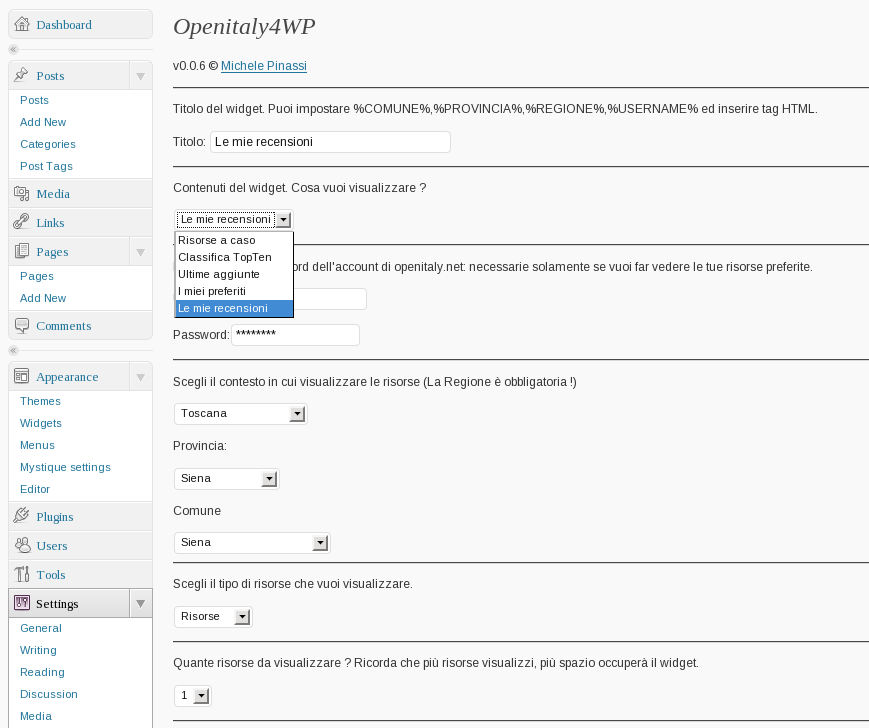 Dashboard
Posts
Posts
Add New
Categories
Post Tags
Media
Links
Pages
Pages
Add New
Comments
Appearance
Themes
Widgets
Menus
Mystique settings
Editor
Plugins
Users
Tools
Settings
General
Writing
Reading
Discussion
Media
Openitaly4WP
v0.0.6 © Michele Pinassi
Titolo del widget. Puoi impostare %COMUNE%,%PROVINCIA%,%REGIONE%,%USERNAME% ed inserire tag HTML.
Titolo: Le mie recensioni
Contenuti del widget. Cosa vuoi visualizzare ?
Le mie recensioni
Risorse a caso
Classifica TopTen
Ultime aggiunte
I miei preferiti
Le mie recensioni
dell'account di openitaly.net: necessarie solamente se vuoi far vedere le tue risorse preferite.
Password: ********
Scegli il contesto in cui visualizzare le risorse (La Regione è obbligatoria !)
Toscana
Provincia:
Siena
Comune
Siena
Scegli il tipo di risorse che vuoi visualizzare.
Risorse
Quante risorse da visualizzare ? Ricorda che più risorse visualizzi, più spazio occuperà il widget.
1